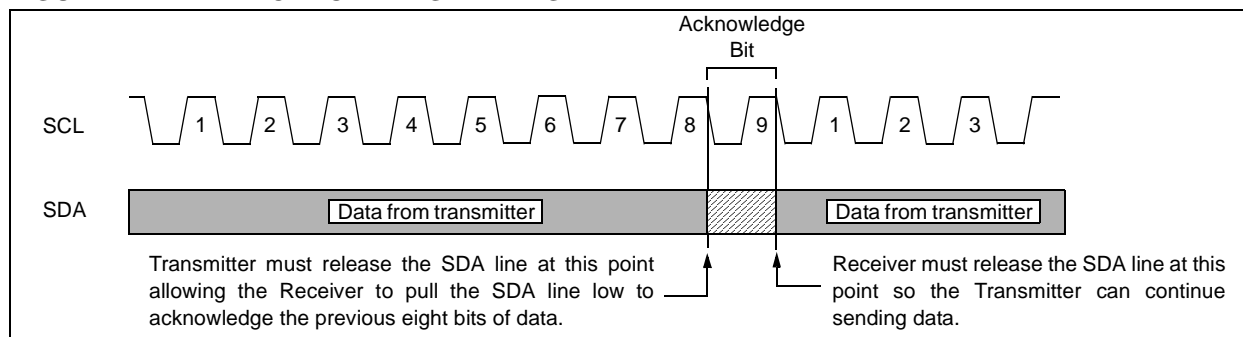 Acknowledge
Bit
SCL 1 2 3 4 5 6 7 8 9 1 2 3
SDA Data from transmitter Data from transmitter
Transmitter must release the SDA line at this point
allowing the Receiver to pull the SDA line low to
acknowledge the previous eight bits of data.
Receiver must release the SDA line at this
point so the Transmitter can continue
sending data.